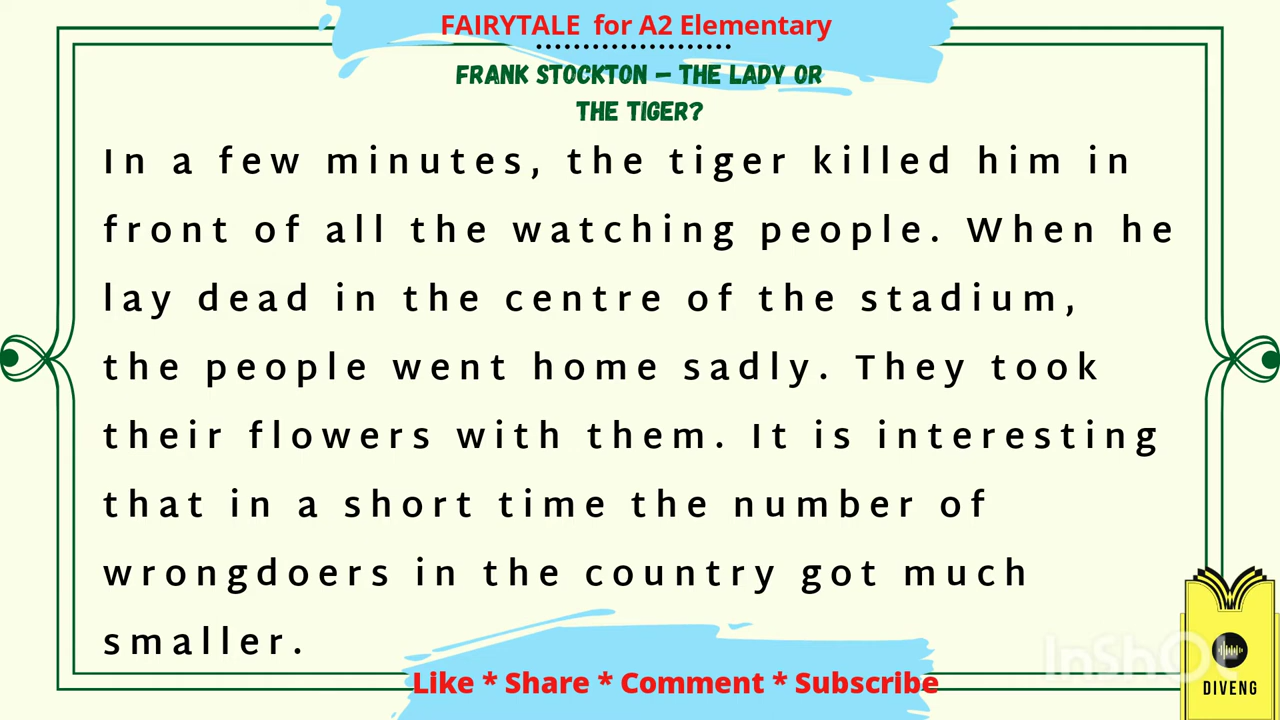 FAIRYTALE for A2 Elementary
FRANK STOCKTON – THE LADY OR
THE TIGER?
In a few minutes, the tiger killed him in
front of all the watching people. When he
lay dead in the centre of the stadium,
the people went home sadly. They took
their flowers with them. It is interesting
that in a short time the number of
wrongdoers in the country got much
smaller.
InShOt
DIVENG
Like * Share * Comment * Subscribe